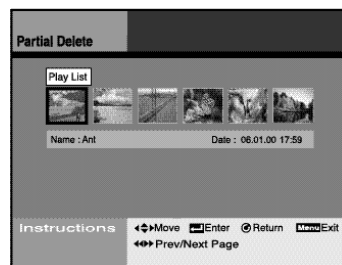 Partial Delete
Play List
Name : Ant Date : 06.01.00 17:59
Instructions Move Enter Return Menu Exit
Prev/Next Page